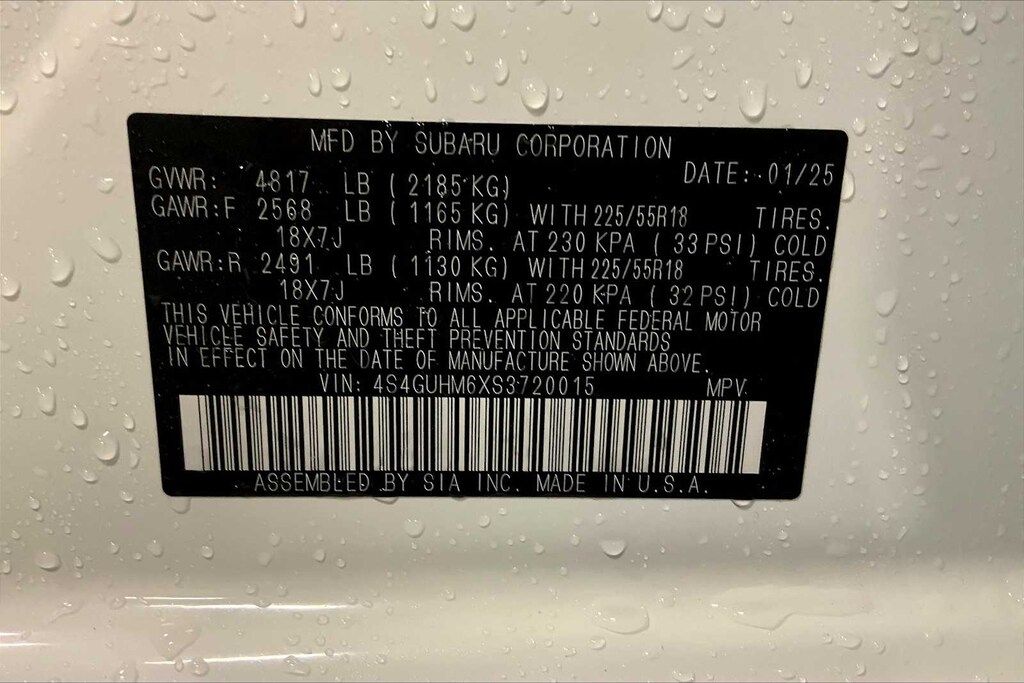 MFD BY SUBARU CORPORATION
DATE: 01/25
GVWR: 4817 LB (2185 KG)
GAWR:F 2568 LB (1165 KG) WITH 225/55R18 TIRES.
18X7J RIMS. AT 230 KPA (33 PSI) COLD
GAWR:R 2491 LB (1130 KG) WITH 225/55R18 TIRES.
18X7J RIMS. AT 220 KPA (32 PSI) COLD
THIS VEHICLE CONFORMS TO ALL APPLICABLE FEDERAL MOTOR
VEHICLE SAFETY AND THEFT PREVENTION STANDARDS
IN EFFECT ON THE DATE OF MANUFACTURE SHOWN ABOVE.
VIN: 4S4GUHM6XS3720015 MPV
ASSEMBLED BY SIA INC. MADE IN U.S.A.